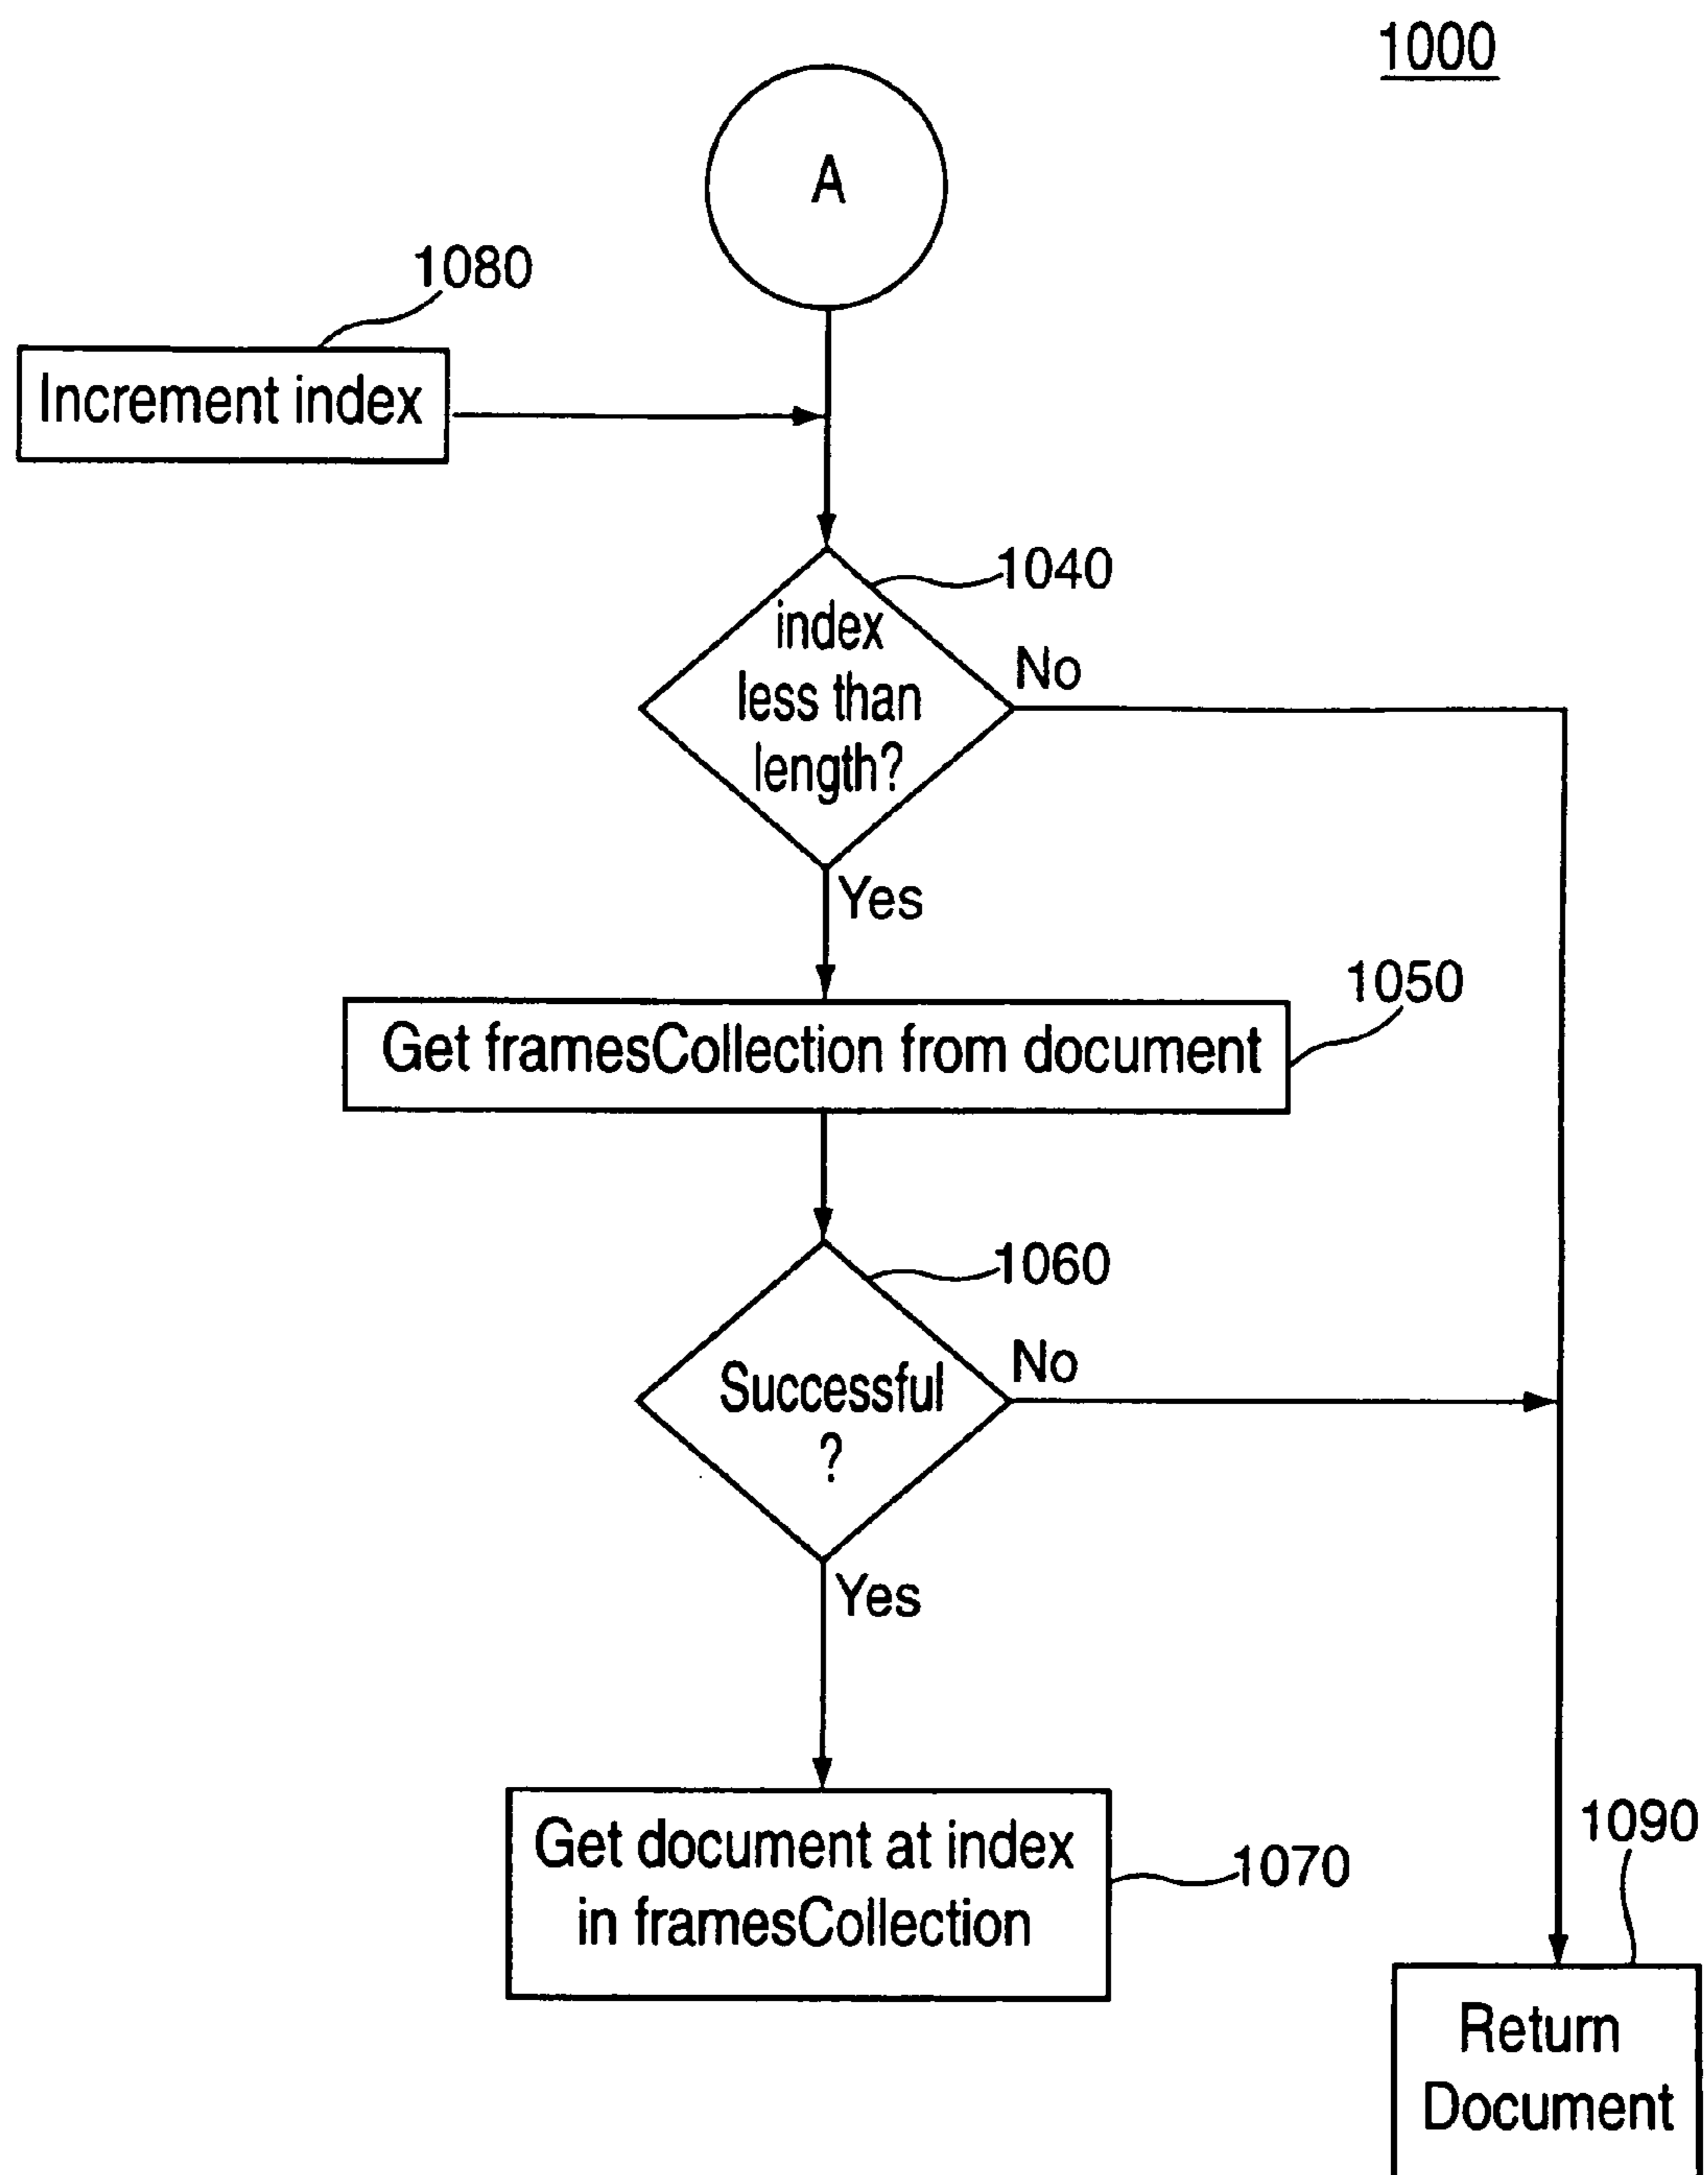 1000
A
1080
Increment index
1040
index
less than
length?
No
Yes
1050
Get framesCollection from document
1060
Successful
?
No
Yes
Get document at index
in framesCollection
1070
1090
Return
Document